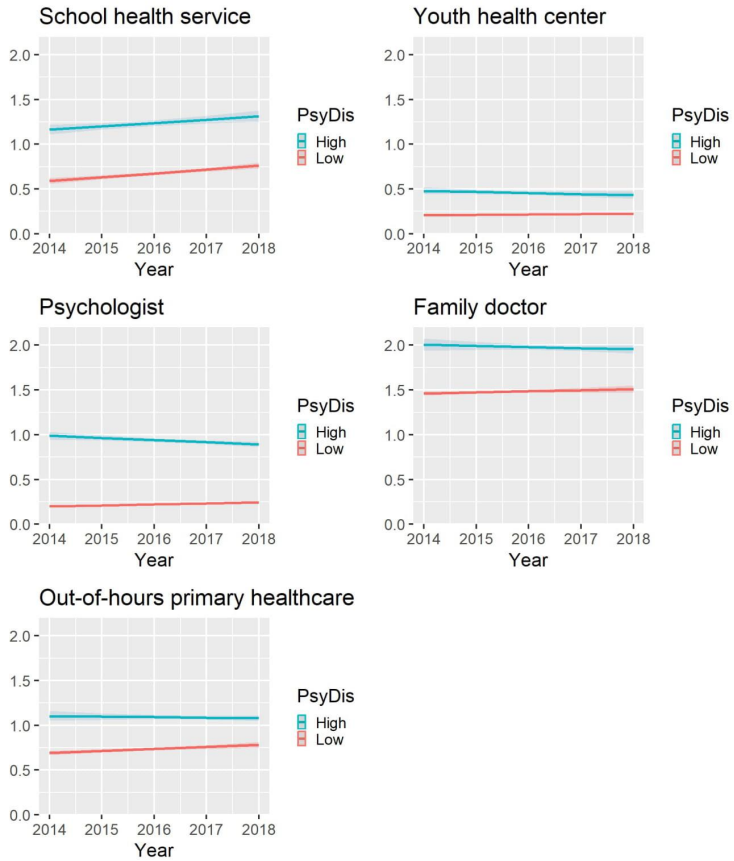 School health service
2.0
1.5
1.0
0.5
0.0
2014 2015 2016 2017 2018
Year
PsyDis
High
Low
Youth health center
2.0
1.5
1.0
0.5
0.0
2014 2015 2016 2017 2018
Year
PsyDis
High
Low
Psychologist
2.0
1.5
1.0
0.5
0.0
2014 2015 2016 2017 2018
Year
PsyDis
High
Low
Family doctor
2.0
1.5
1.0
0.5
0.0
2014 2015 2016 2017 2018
Year
PsyDis
High
Low
Out-of-hours primary healthcare
2.0
1.5
1.0
0.5
0.0
2014 2015 2016 2017 2018
Year
PsyDis
High
Low